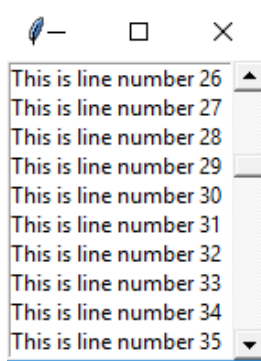 This is line number 26
This is line number 27
This is line number 28
This is line number 29
This is line number 30
This is line number 31
This is line number 32
This is line number 33
This is line number 34
This is line number 35